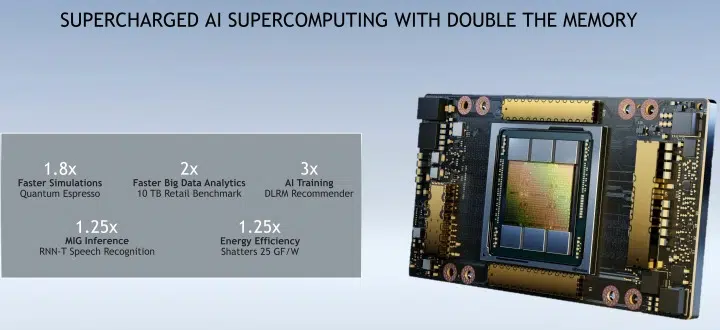 SUPERCHARGED AI SUPERCOMPUTING WITH DOUBLE THE MEMORY
1.8x
Faster Simulations
Quantum Espresso
2x
Faster Big Data Analytics
10 TB Retail Benchmark
3x
AI Training
DLRM Recommender
1.25x
MIG Inference
RNN-T Speech Recognition
1.25x
Energy Efficiency
Shatters 25 GF/W